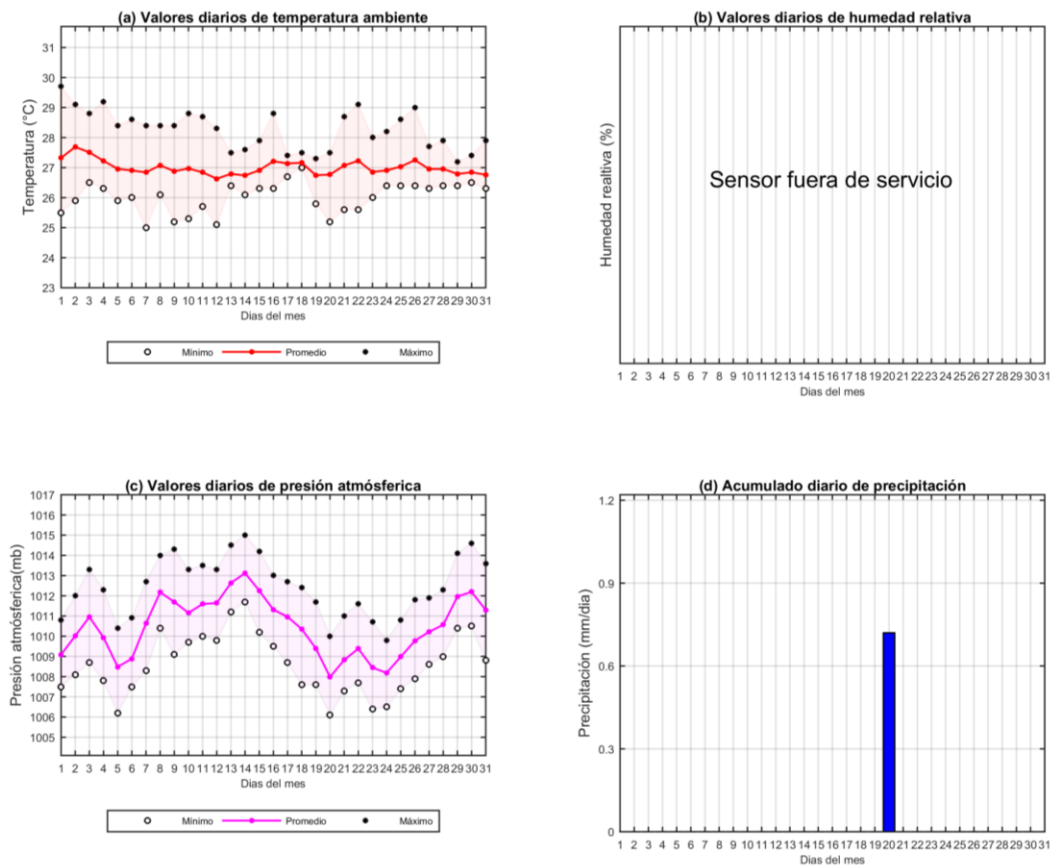 (a) Valores diarios de temperatura ambiente
Temperatura (°C)
31
30
29
28
27
26
25
24
23
1 2 3 4 5 6 7 8 9 10 11 12 13 14 15 16 17 18 19 20 21 22 23 24 25 26 27 28 29 30 31
Dias del mes
Mínimo Promedio Máximo
(b) Valores diarios de humedad relativa
Humedad realtiva (%)
Sensor fuera de servicio
1 2 3 4 5 6 7 8 9 10 11 12 13 14 15 16 17 18 19 20 21 22 23 24 25 26 27 28 29 30 31
Dias del mes
(c) Valores diarios de presión atmósferica
Presión atmósferica(mb)
1017
1016
1015
1014
1013
1012
1011
1010
1009
1008
1007
1006
1005
1 2 3 4 5 6 7 8 9 10 11 12 13 14 15 16 17 18 19 20 21 22 23 24 25 26 27 28 29 30 31
Dias del mes
Mínimo Promedio Máximo
(d) Acumulado diario de precipitación
Precipitación (mm/dia)
1.2
0.9
0.6
0.3
0
1 2 3 4 5 6 7 8 9 10 11 12 13 14 15 16 17 18 19 20 21 22 23 24 25 26 27 28 29 30 31
Dias del mes